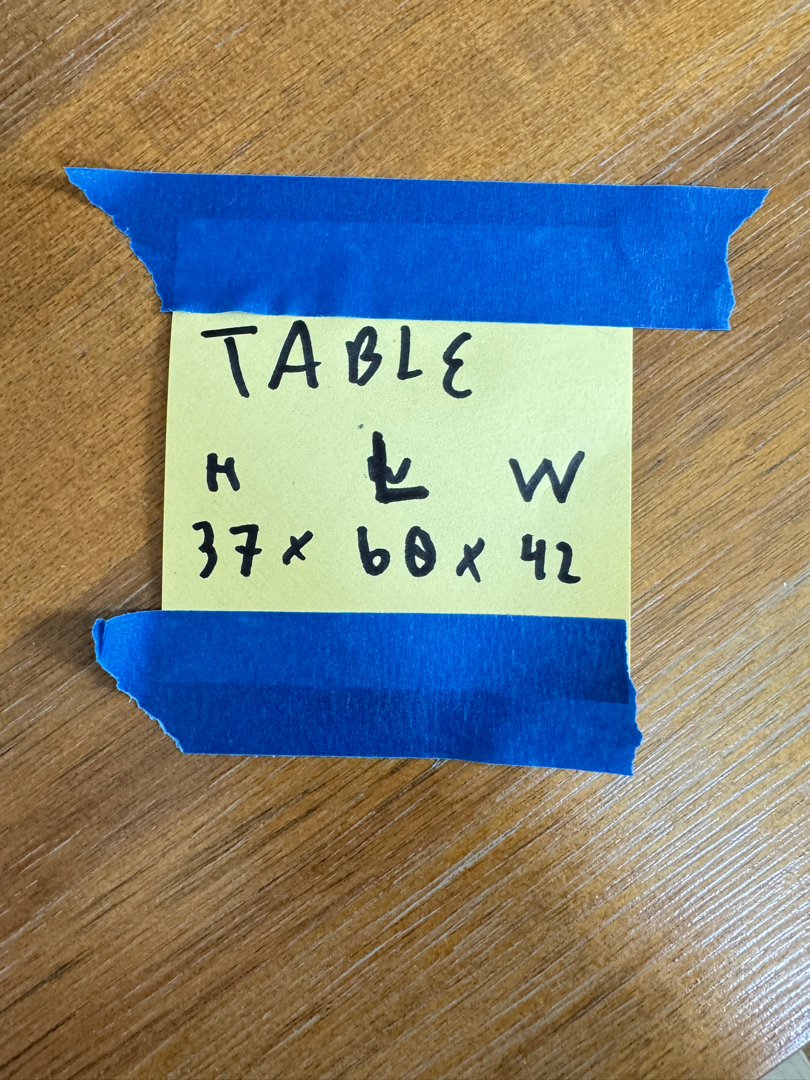 TABLE
H L W
37 x 60 x 42